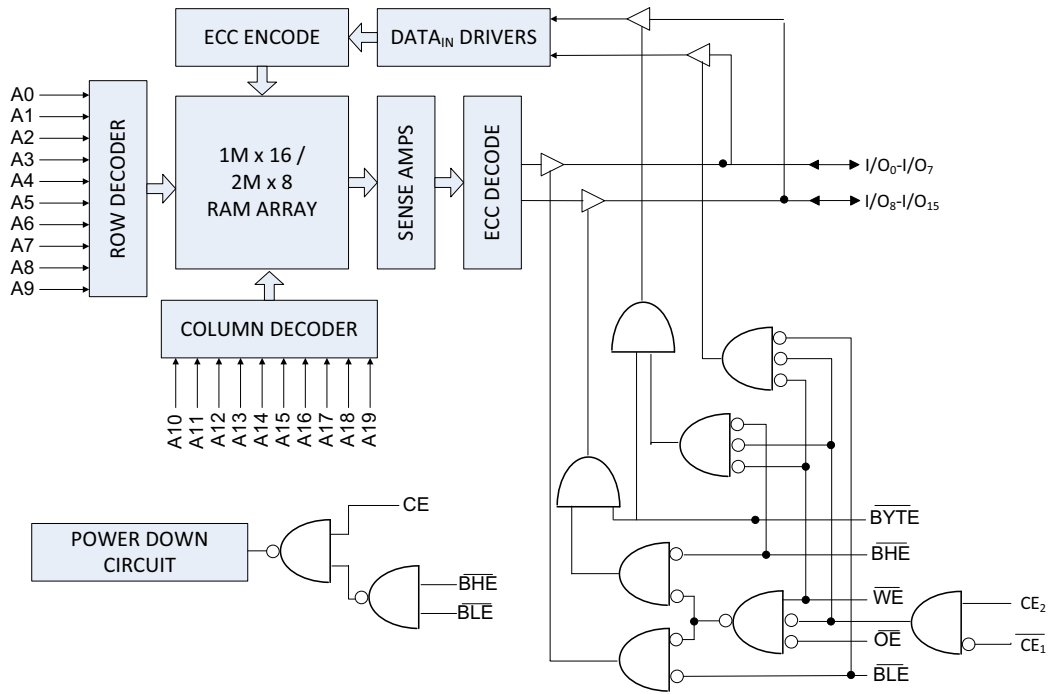 ECC ENCODE
DATAIN DRIVERS
A0
A1
A2
A3
A4
A5
A6
A7
A8
A9
ROW DECODER
1M x 16 /
2M x 8
RAM ARRAY
SENSE AMPS
ECC DECODE
I/O0-I/O7
I/O8-I/O15
COLUMN DECODER
A10
A11
A12
A13
A14
A15
A16
A17
A18
A19
CE
POWER DOWN
CIRCUIT
BHE
BLE
BYTE
BHE
WE
CE2
OE
CE1
BLE